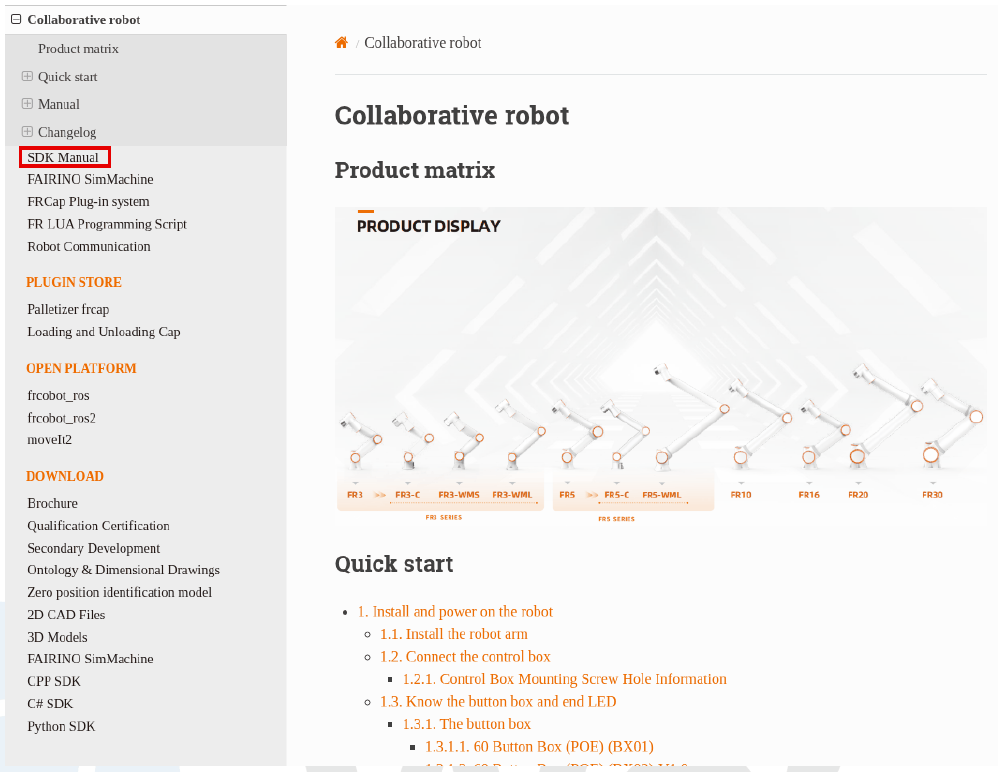 Collaborative robot
Product matrix
Quick start
Manual
Changelog
SDK Manual
FAIRINO SimMachine
FRCap Plug-in system
FR LUA Programming Script
Robot Communication
PLUGIN STORE
Palletizer frcap
Loading and Unloading Cap
OPEN PLATFORM
frcobot_ros
frcobot_ros2
moveIt2
DOWNLOAD
Brochure
Qualification Certification
Secondary Development
Ontology & Dimensional Drawings
Zero position identification model
2D CAD Files
3D Models
FAIRINO SimMachine
CPP SDK
C# SDK
Python SDK
/ Collaborative robot
Collaborative robot
Product matrix
PRODUCT DISPLAY
FR3 >> FR3-C FR3-WMS FR3-WML FR5 >> FR5-C FR5-WML FR10 FR16 FR20 FR30
FR3 SERIES FR5 SERIES
Quick start
1. Install and power on the robot
1.1. Install the robot arm
1.2. Connect the control box
1.2.1. Control Box Mounting Screw Hole Information
1.3. Know the button box and end LED
1.3.1. The button box
1.3.1.1. 60 Button Box (POE) (BX01)